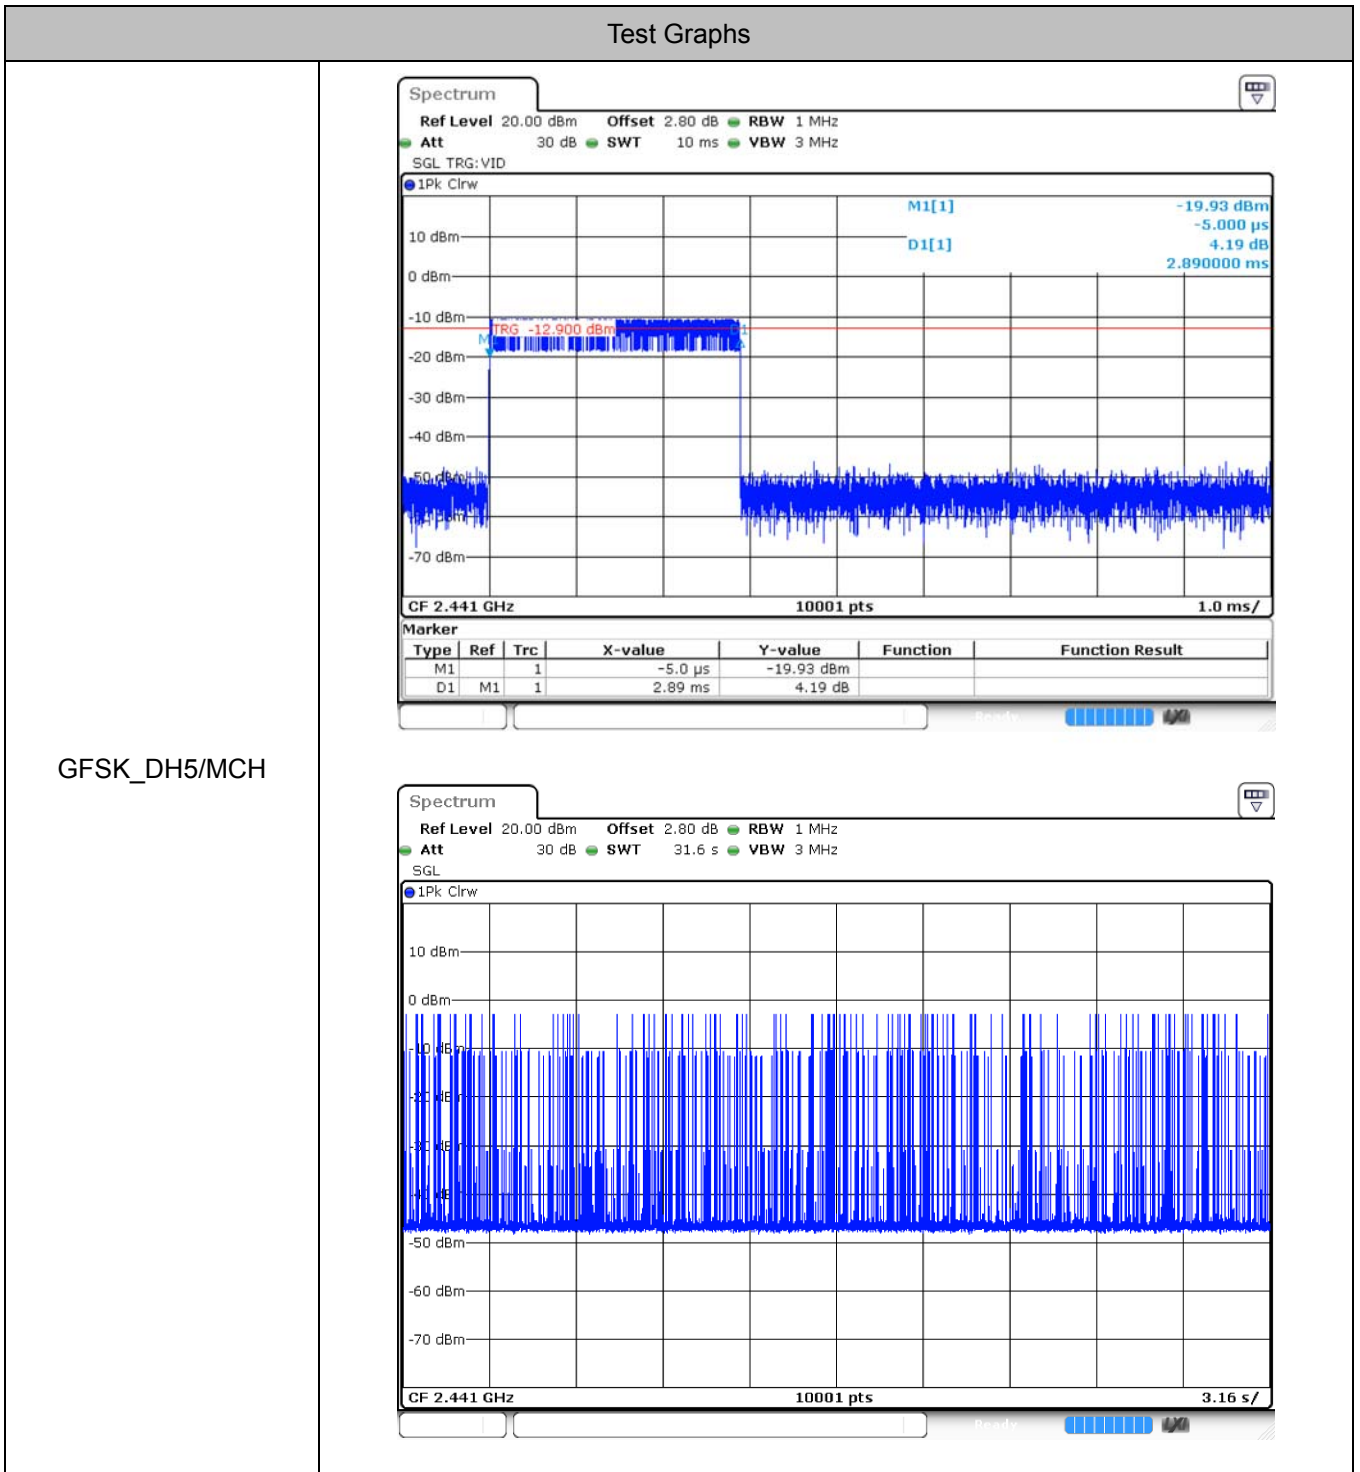 Test Graphs
GFSK_DH5/MCH
Spectrum
Ref Level 20.00 dBm Offset 2.80 dB RBW 1 MHz
Att 30 dB SWT 10 ms VBW 3 MHz
SGL TRG:VID
1Pk Clrw
M1[1] -19.93 dBm
-5.000 µs
D1[1] 4.19 dB
2.890000 ms
10 dBm
0 dBm
-10 dBm
TRG -12.900 dBm
D1
-20 dBm
-30 dBm
-40 dBm
-50 dBm
-70 dBm
CF 2.441 GHz 10001 pts 1.0 ms/
Marker
Type Ref Trc X-value Y-value Function Function Result
M1 1 -5.0 µs -19.93 dBm
D1 M1 1 2.89 ms 4.19 dB
Ready
Spectrum
Ref Level 20.00 dBm Offset 2.80 dB RBW 1 MHz
Att 30 dB SWT 31.6 s VBW 3 MHz
SGL
1Pk Clrw
10 dBm
0 dBm
-10 dBm
-50 dBm
-60 dBm
-70 dBm
CF 2.441 GHz 10001 pts 3.16 s/
Ready